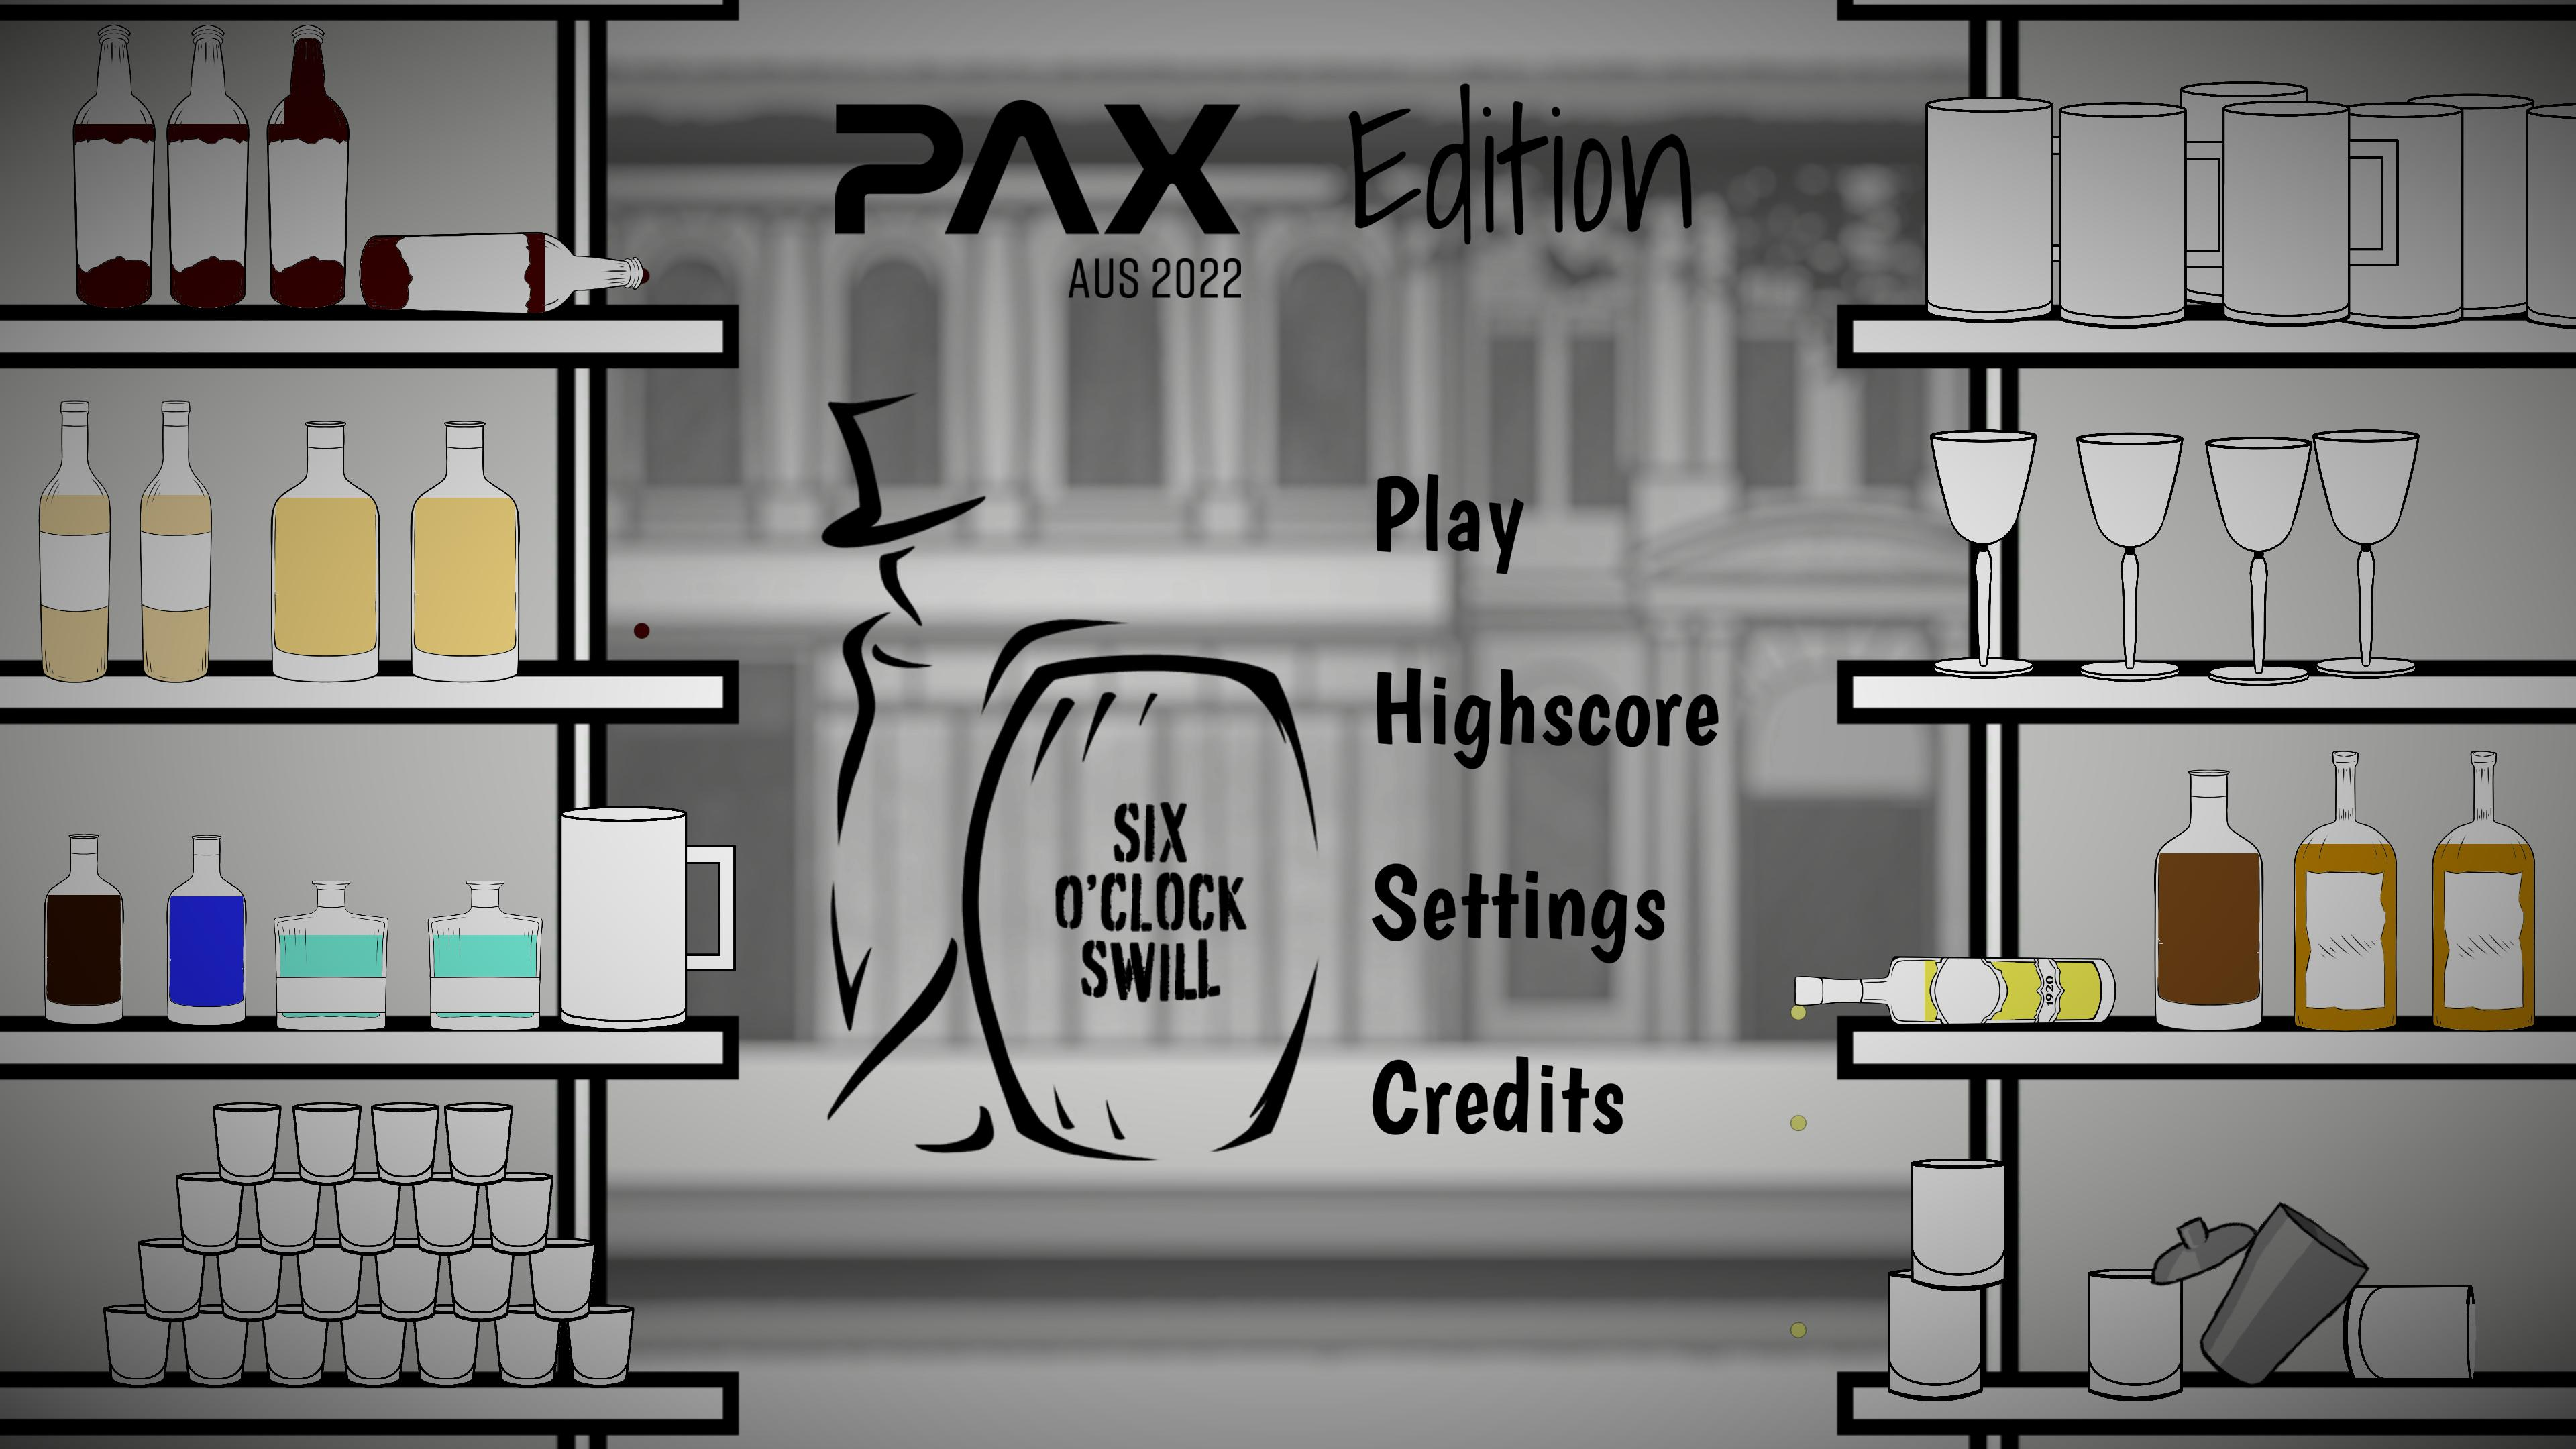 PAX Edition
AUS 2022
Play
Highscore
Settings
Credits
SIX
O'CLOCK
SWILL
1920